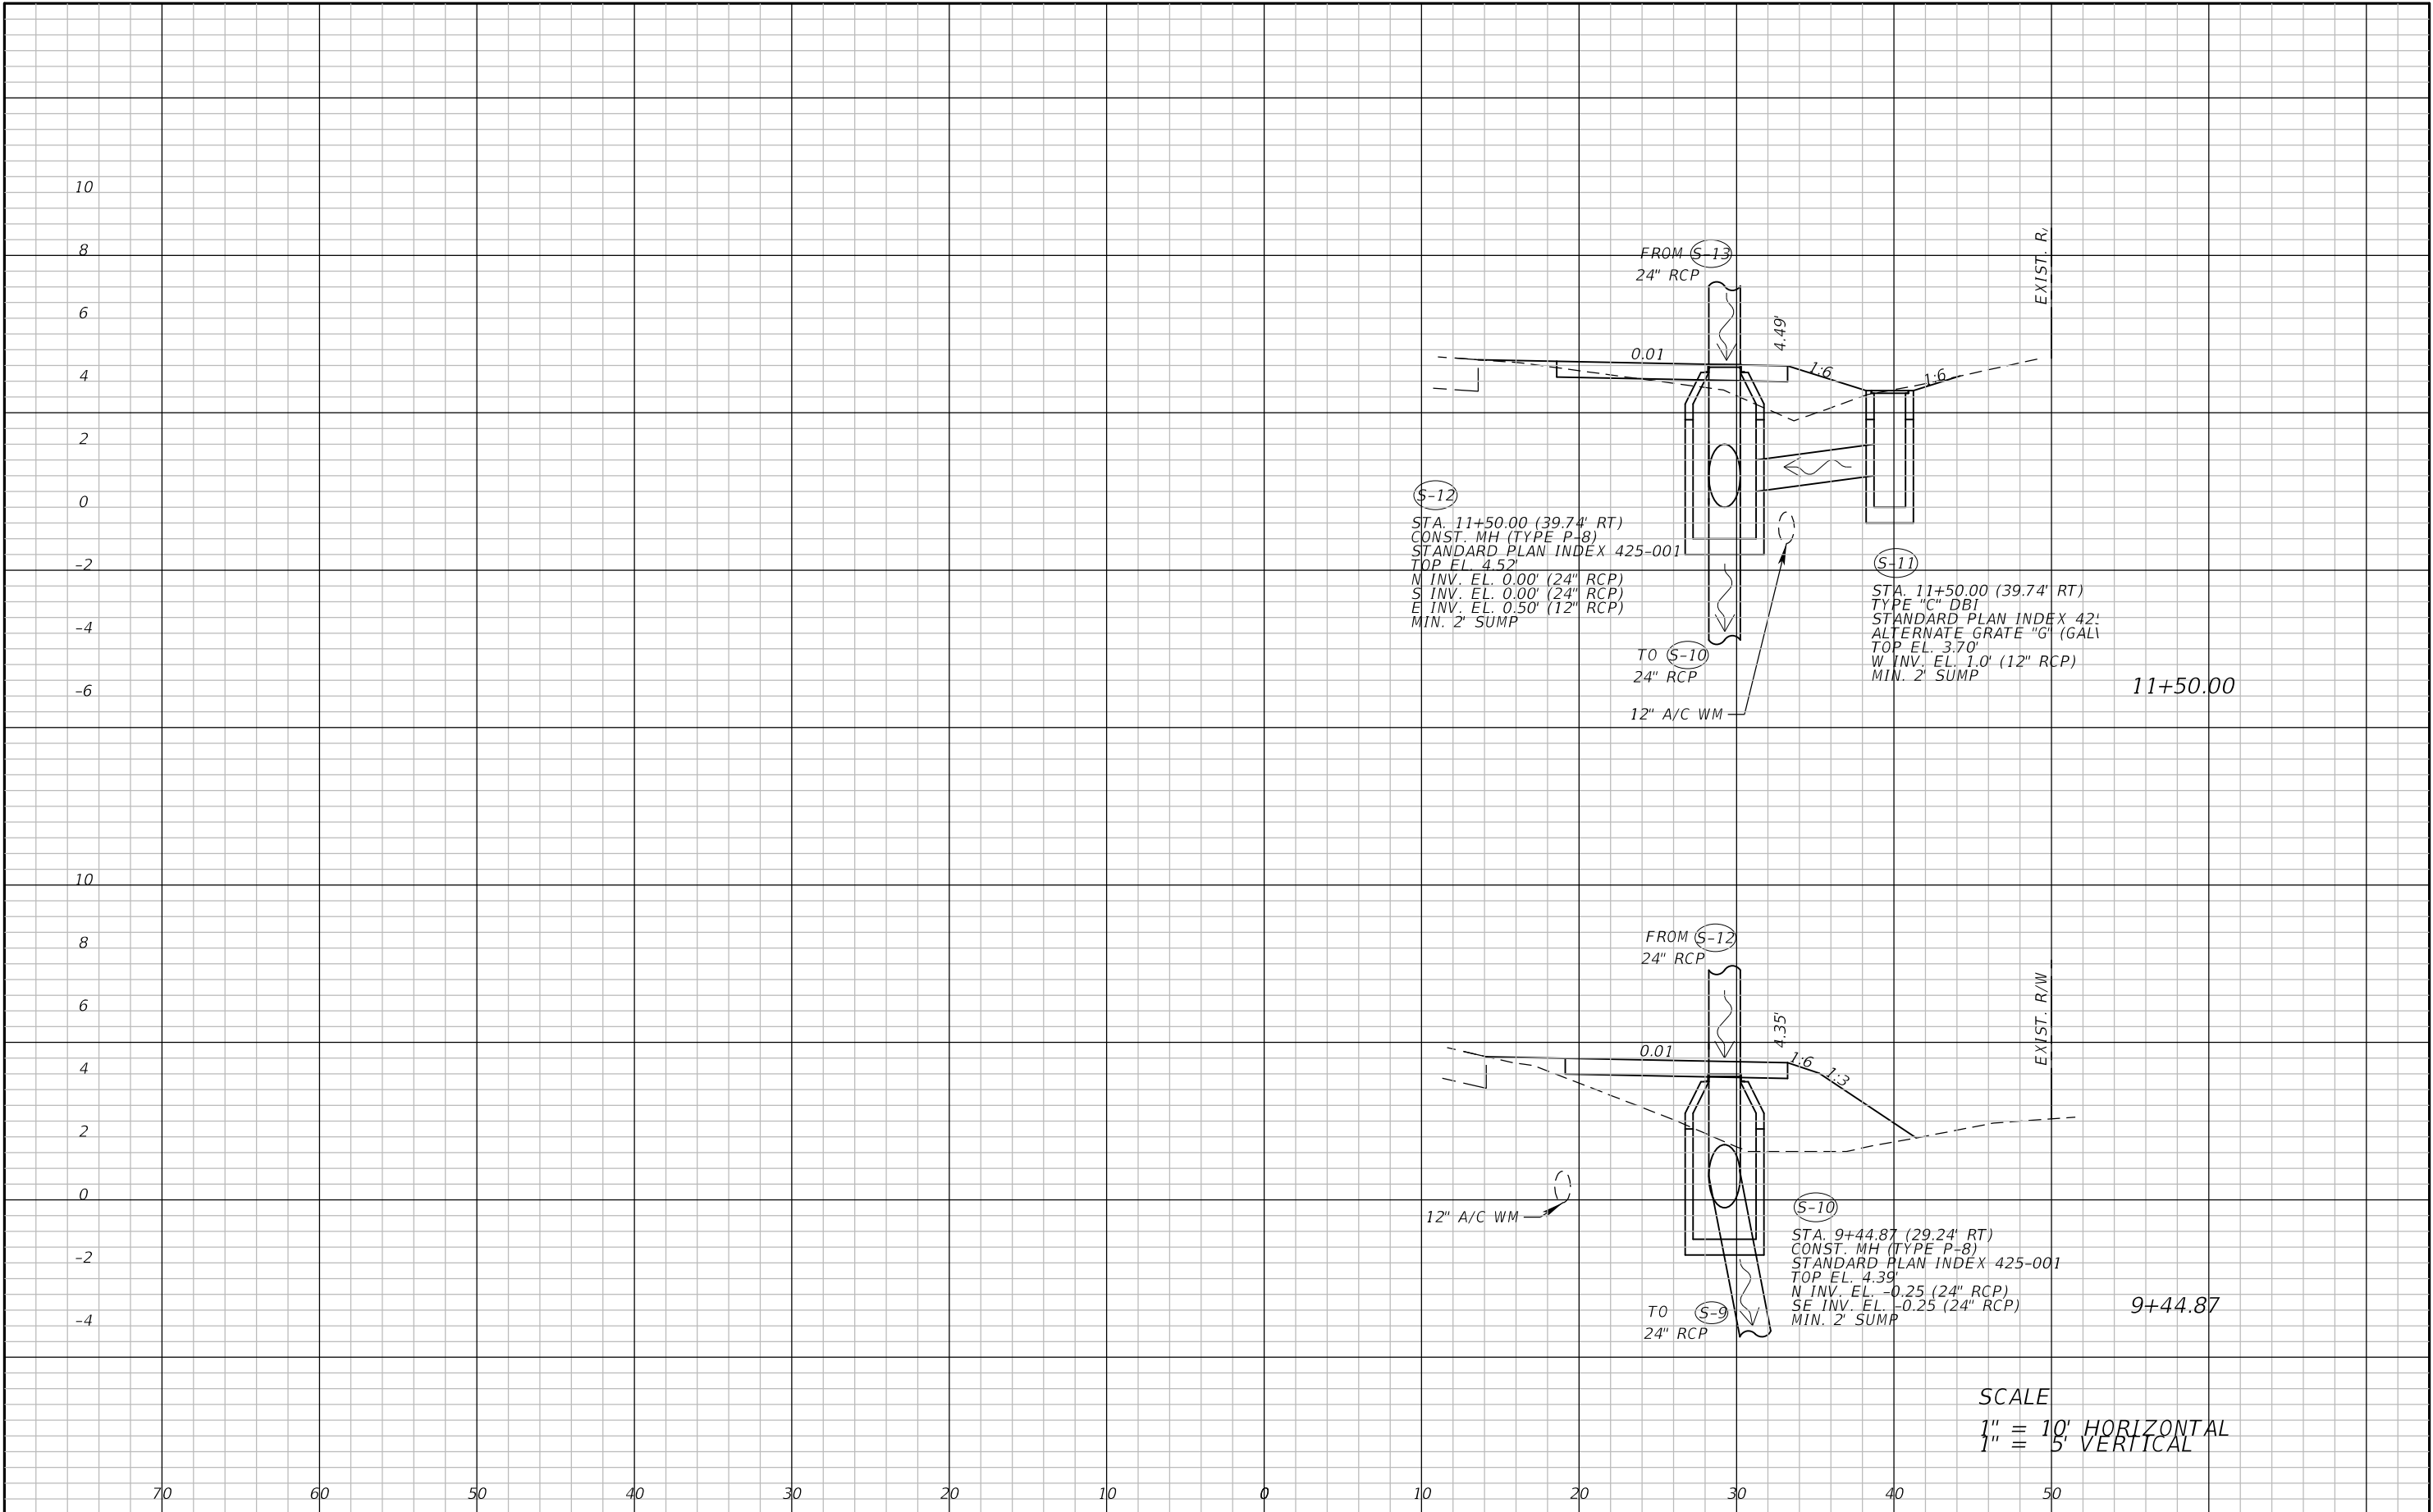 10
8
6
4
2
0
-2
-4
-6
FROM S-13
24" RCP
4.49'
0.01
1:6
1:6
EXIST. R/
S-12
STA. 11+50.00 (39.74' RT)
CONST. MH (TYPE P-8)
STANDARD PLAN INDEX 425-001
TOP EL. 4.52'
N INV. EL. 0.00' (24" RCP)
S INV. EL. 0.00' (24" RCP)
E INV. EL. 0.50' (12" RCP)
MIN. 2' SUMP
S-11
STA. 11+50.00 (39.74' RT)
TYPE "C" DBI
STANDARD PLAN INDEX 42
ALTERNATE GRATE "G" (GAL
TOP EL. 3.70'
W INV. EL. 1.0' (12" RCP)
MIN. 2' SUMP
TO S-10
24" RCP
12" A/C WM
11+50.00
10
8
6
4
2
0
-2
-4
FROM S-12
24" RCP
4.35'
0.01
1:6
1:3
EXIST. R/W
12" A/C WM
S-10
STA. 9+44.87 (29.24' RT)
CONST. MH (TYPE P-8)
STANDARD PLAN INDEX 425-001
TOP EL. 4.39'
N INV. EL. -0.25 (24" RCP)
SE INV. EL. -0.25 (24" RCP)
MIN. 2' SUMP
TO S-9
24" RCP
9+44.87
SCALE
1" = 10' HORIZONTAL
1" = 5' VERTICAL
70 60 50 40 30 20 10 0 10 20 30 40 50